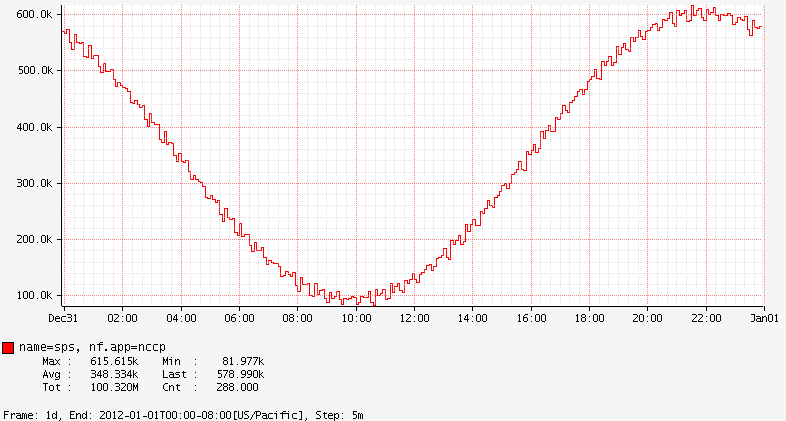 600.0k
500.0k
400.0k
300.0k
200.0k
100.0k
Dec31 02:00 04:00 06:00 08:00 10:00 12:00 14:00 16:00 18:00 20:00 22:00 Jan01
name=sps, nf.app=nccp
Max : 615.615k Min : 81.977k
Avg : 348.334k Last : 578.990k
Tot : 100.320M Cnt : 288.000
Frame: 1d, End: 2012-01-01T00:00-08:00[US/Pacific], Step: 5m